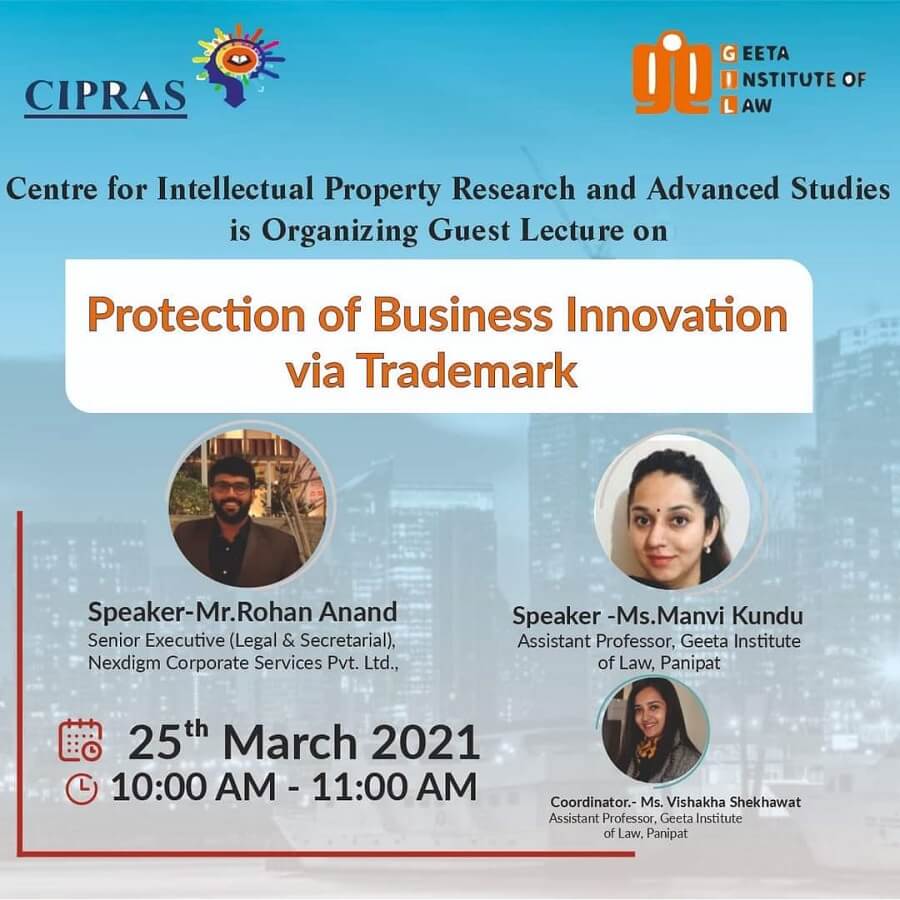 CIPRAS
GEETA
INSTITUTE OF
LAW
Centre for Intellectual Property Research and Advanced Studies
is Organizing Guest Lecture on
Protection of Business Innovation
via Trademark
Speaker-Mr.Rohan Anand
Senior Executive (Legal & Secretarial),
Nexdigm Corporate Services Pvt. Ltd.,
Speaker -Ms.Manvi Kundu
Assistant Professor, Geeta Institute
of Law, Panipat
25th March 2021
10:00 AM - 11:00 AM
Coordinator.- Ms. Vishakha Shekhawat
Assistant Professor, Geeta Institute
of Law, Panipat